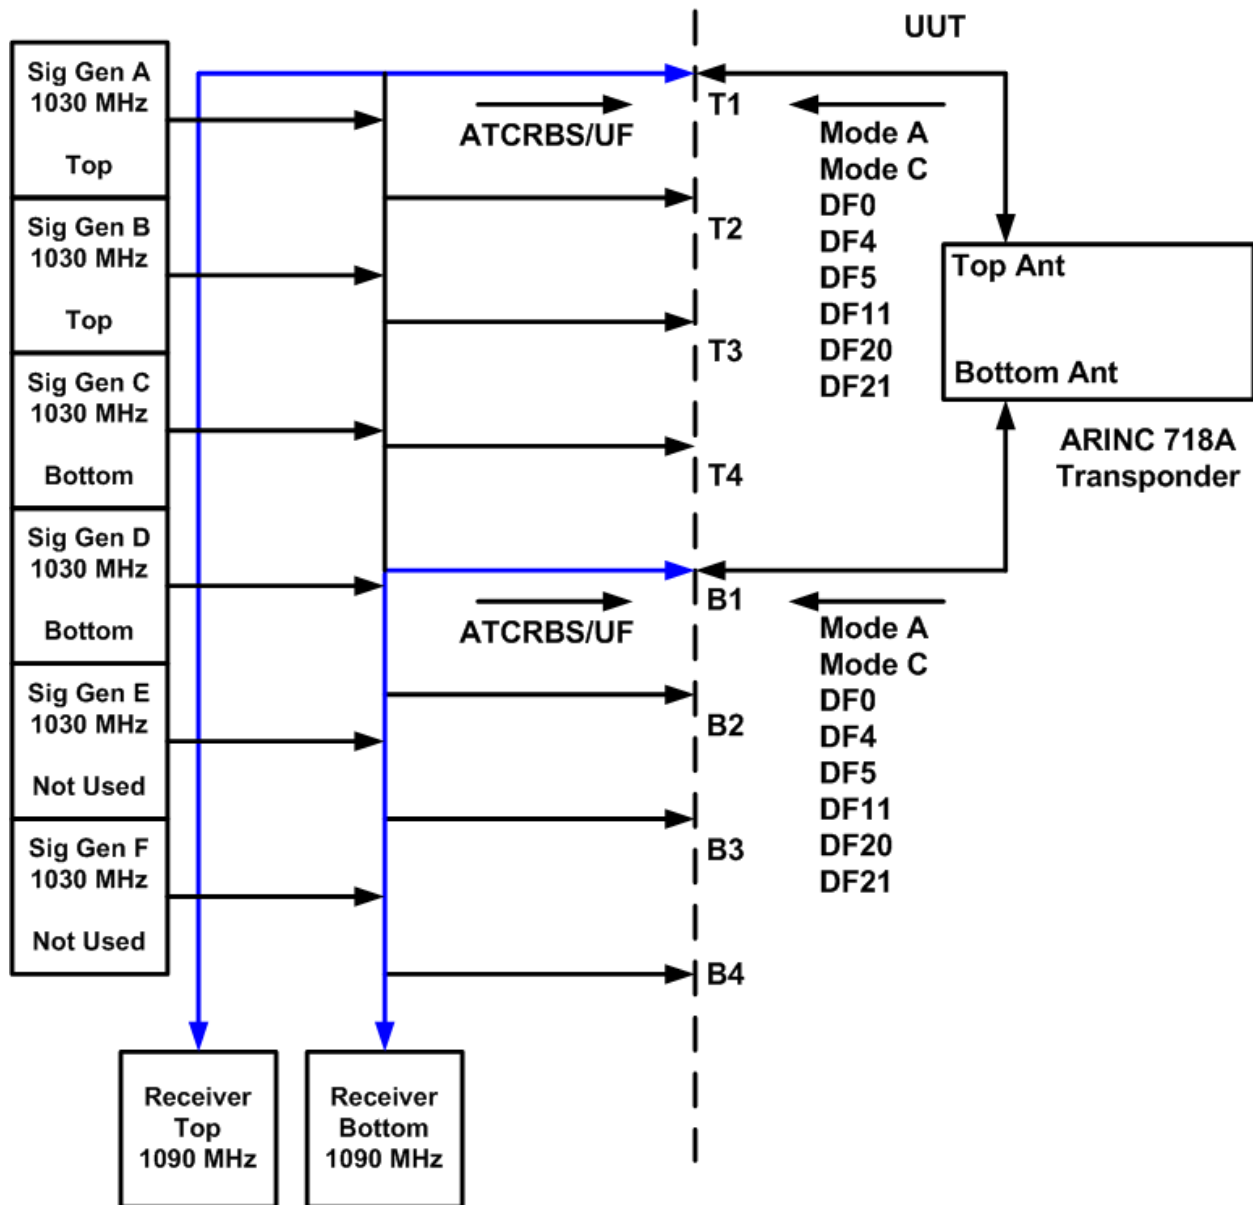 UUT
Sig Gen A
1030 MHz
Top
Sig Gen B
1030 MHz
Top
Sig Gen C
1030 MHz
Bottom
Sig Gen D
1030 MHz
Bottom
Sig Gen E
1030 MHz
Not Used
Sig Gen F
1030 MHz
Not Used
ATCRBS/UF
T1
T2
T3
T4
ATCRBS/UF
B1
B2
B3
B4
Mode A
Mode C
DF0
DF4
DF5
DF11
DF20
DF21
Top Ant
Bottom Ant
ARINC 718A
Transponder
Mode A
Mode C
DF0
DF4
DF5
DF11
DF20
DF21
Receiver
Top
1090 MHz
Receiver
Bottom
1090 MHz